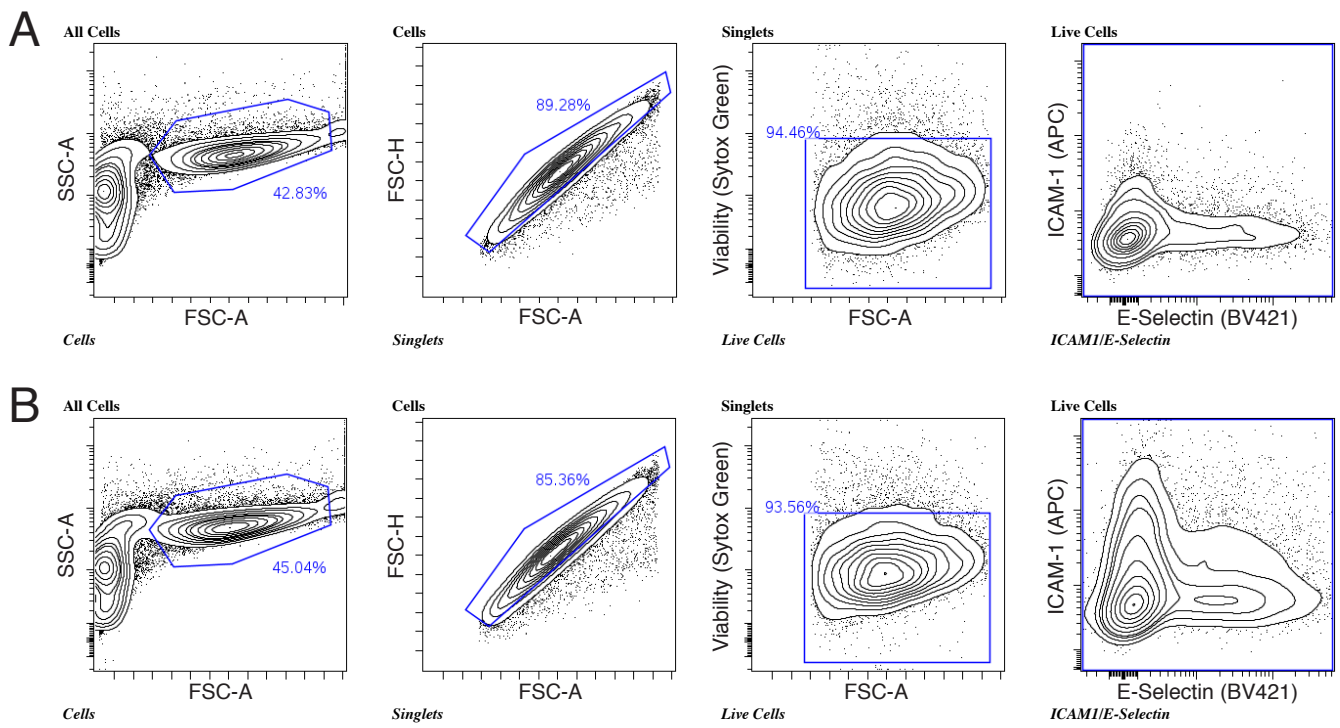 A
All Cells
Cells
Singlets
Live Cells
SSC-A
42.83%
FSC-A
Cells
FSC-H
89.28%
FSC-A
Singlets
Viability (Sytox Green)
94.46%
FSC-A
Live Cells
ICAM-1 (APC)
E-Selectin (BV421)
ICAM1/E-Selectin
B
All Cells
Cells
Singlets
Live Cells
SSC-A
45.04%
FSC-A
Cells
FSC-H
85.36%
FSC-A
Singlets
Viability (Sytox Green)
93.56%
FSC-A
Live Cells
ICAM-1 (APC)
E-Selectin (BV421)
ICAM1/E-Selectin